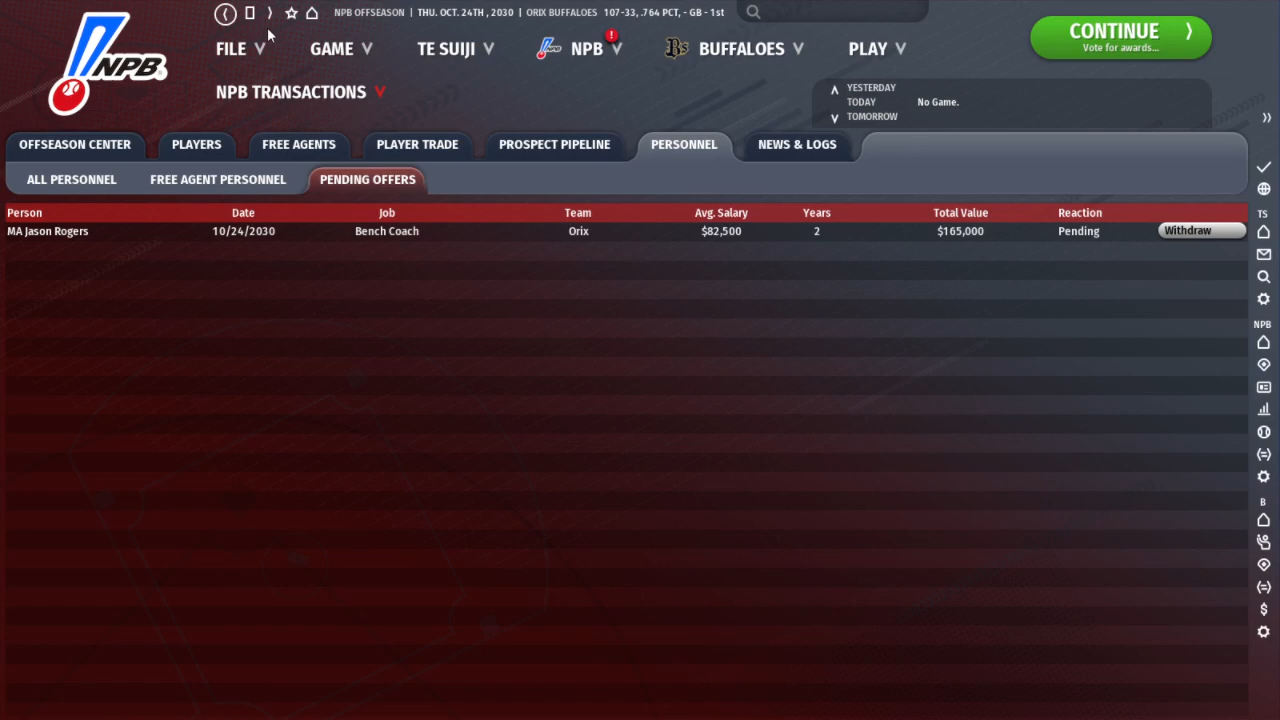 NPB OFFSEASON | THU. OCT. 24TH , 2030 | ORIX BUFFALOES 107-33, .764 PCT, - GB - 1st
NPB
FILE GAME TE SUIJI NPB ! Bs BUFFALOES PLAY
CONTINUE
Vote for awards...
NPB TRANSACTIONS
YESTERDAY
TODAY No Game.
TOMORROW
OFFSEASON CENTER PLAYERS FREE AGENTS PLAYER TRADE PROSPECT PIPELINE PERSONNEL NEWS & LOGS
ALL PERSONNEL FREE AGENT PERSONNEL PENDING OFFERS
Person Date Job Team Avg. Salary Years Total Value Reaction
MA Jason Rogers 10/24/2030 Bench Coach Orix $82,500 2 $165,000 Pending Withdraw
TS
NPB
B